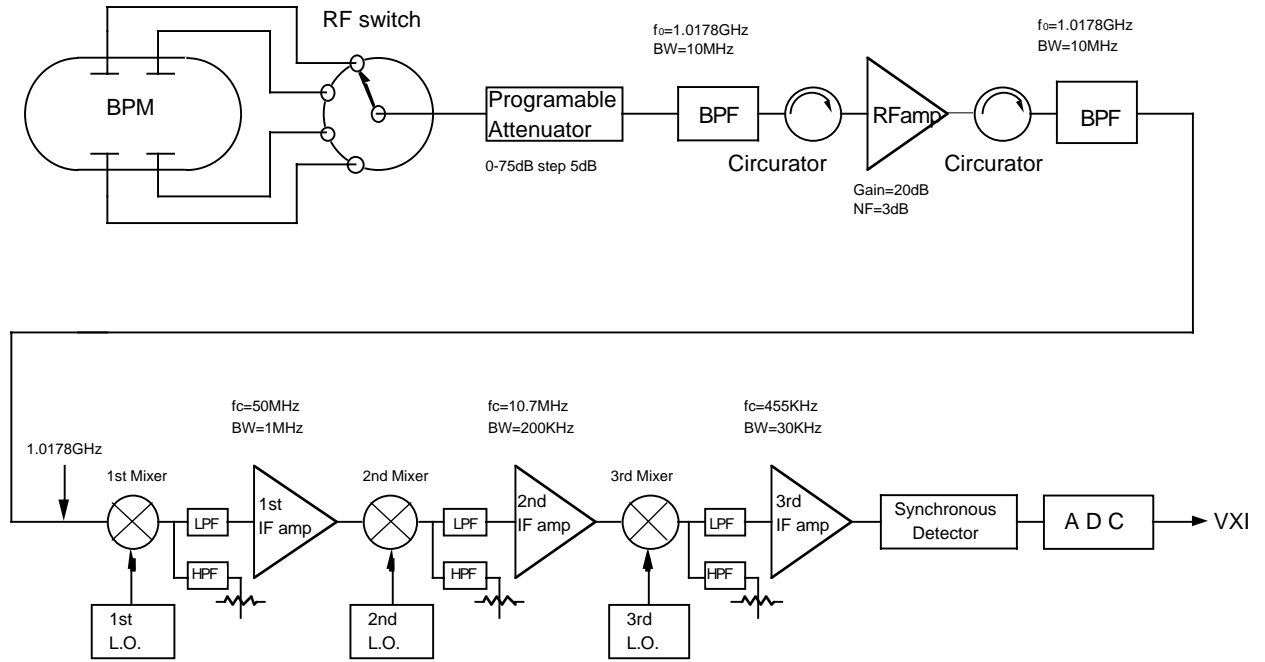 RF switch
BPM
Programable
Attenuator
0-75dB step 5dB
f₀=1.0178GHz
BW=10MHz
BPF
Circurator
RFamp
Gain=20dB
NF=3dB
Circurator
f₀=1.0178GHz
BW=10MHz
BPF
1.0178GHz
1st Mixer
LPF
HPF
1st
L.O.
fc=50MHz
BW=1MHz
1st
IF amp
2nd Mixer
LPF
HPF
2nd
L.O.
fc=10.7MHz
BW=200KHz
2nd
IF amp
3rd Mixer
LPF
HPF
3rd
L.O.
fc=455KHz
BW=30KHz
3rd
IF amp
Synchronous
Detector
A D C
VXI